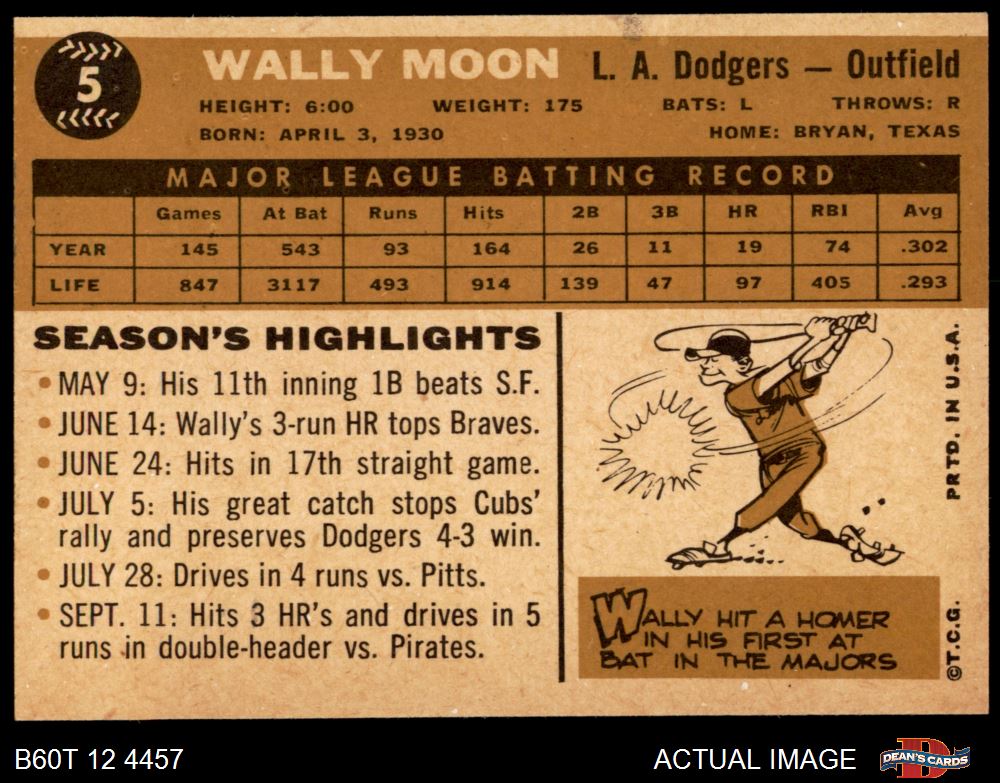 5
WALLY MOON L. A. Dodgers — Outfield
HEIGHT: 6:00 WEIGHT: 175 BATS: L THROWS: R
BORN: APRIL 3, 1930 HOME: BRYAN, TEXAS
MAJOR LEAGUE BATTING RECORD
Games At Bat Runs Hits 2B 3B HR RBI Avg
YEAR 145 543 93 164 26 11 19 74 .302
LIFE 847 3117 493 914 139 47 97 405 .293
SEASON'S HIGHLIGHTS
• MAY 9: His 11th inning 1B beats S.F.
• JUNE 14: Wally's 3-run HR tops Braves.
• JUNE 24: Hits in 17th straight game.
• JULY 5: His great catch stops Cubs'
rally and preserves Dodgers 4-3 win.
• JULY 28: Drives in 4 runs vs. Pitts.
• SEPT. 11: Hits 3 HR's and drives in 5
runs in double-header vs. Pirates.
WALLY HIT A HOMER
IN HIS FIRST AT
BAT IN THE MAJORS
©T.C.G. PRTD. IN U.S.A.
B60T 12 4457 ACTUAL IMAGE DEAN'S CARDS